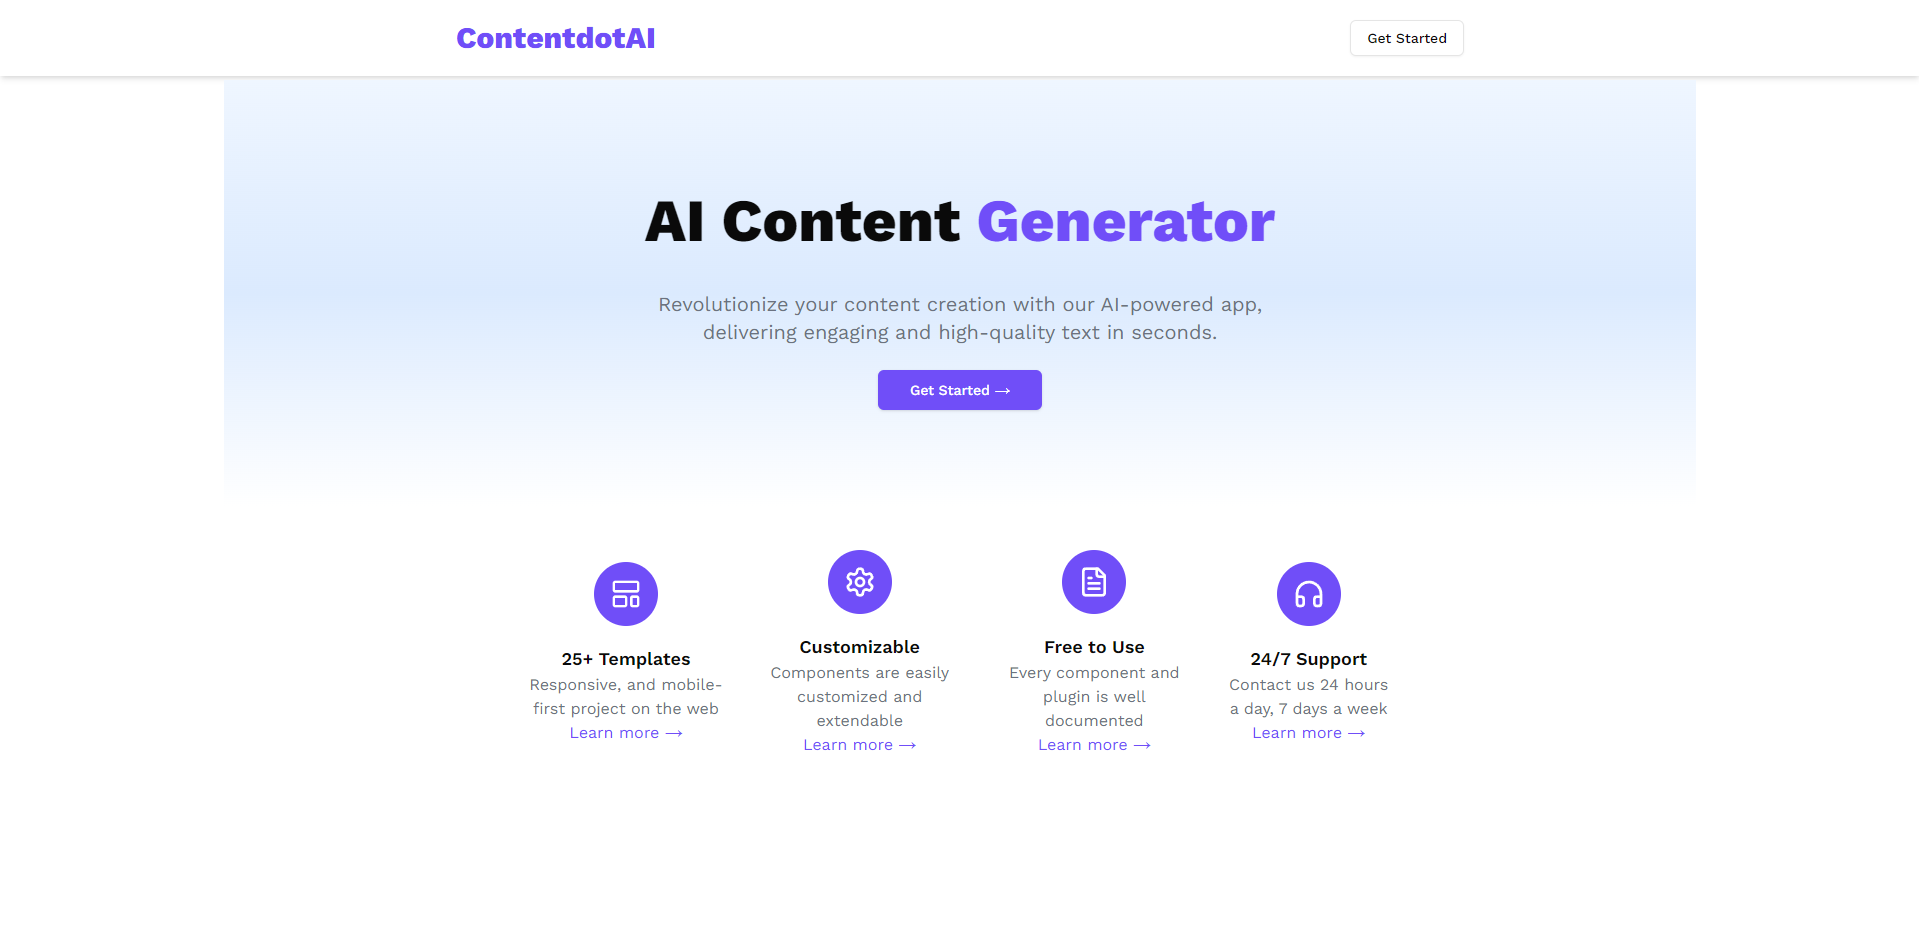 ContentdotAI
Get Started
AI Content Generator
Revolutionize your content creation with our AI-powered app,
delivering engaging and high-quality text in seconds.
Get Started →
25+ Templates
Responsive, and mobile-
first project on the web
Learn more →
Customizable
Components are easily
customized and
extendable
Learn more →
Free to Use
Every component and
plugin is well
documented
Learn more →
24/7 Support
Contact us 24 hours
a day, 7 days a week
Learn more →